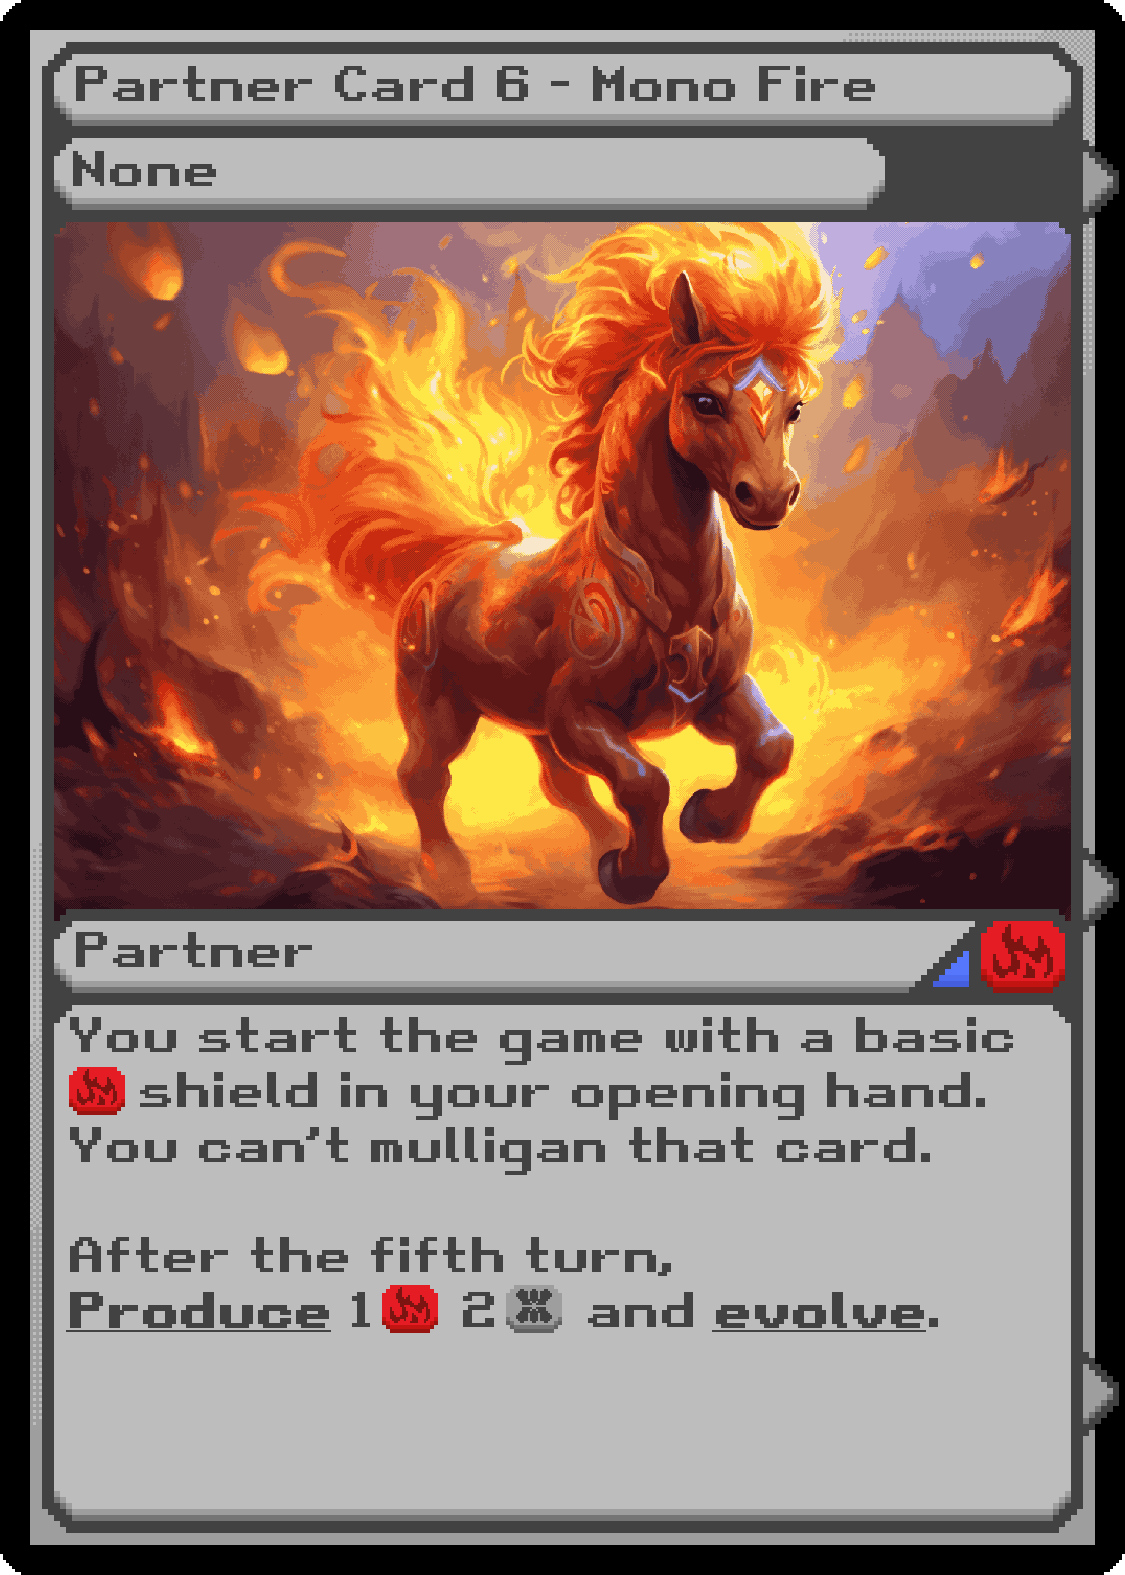 Partner Card 6 - Mono Fire
None
Partner
You start the game with a basic
shield in your opening hand.
You can't mulligan that card.
After the fifth turn,
Produce 1 2 and evolve.